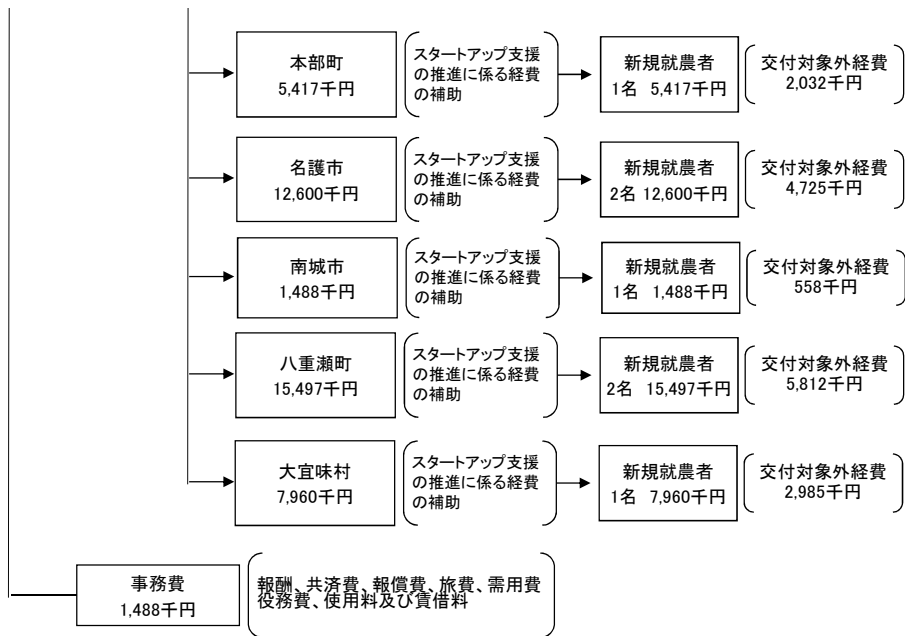 本部町
5,417千円
スタートアップ支援
の推進に係る経費
の補助
新規就農者
1名 5,417千円
交付対象外経費
2,032千円
名護市
12,600千円
スタートアップ支援
の推進に係る経費
の補助
新規就農者
2名 12,600千円
交付対象外経費
4,725千円
南城市
1,488千円
スタートアップ支援
の推進に係る経費
の補助
新規就農者
1名 1,488千円
交付対象外経費
558千円
八重瀬町
15,497千円
スタートアップ支援
の推進に係る経費
の補助
新規就農者
2名 15,497千円
交付対象外経費
5,812千円
大宜味村
7,960千円
スタートアップ支援
の推進に係る経費
の補助
新規就農者
1名 7,960千円
交付対象外経費
2,985千円
事務費
1,488千円
報酬、共済費、報償費、旅費、需用費
役務費、使用料及び賃借料